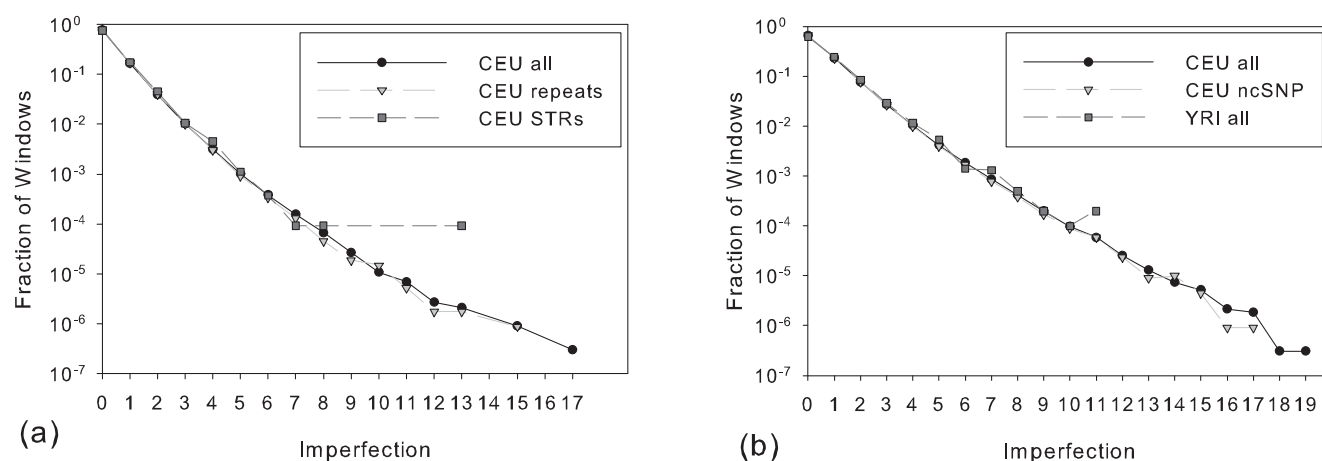 10^0
10^-1
10^-2
10^-3
10^-4
10^-5
10^-6
10^-7
Fraction of Windows
CEU all
CEU repeats
CEU STRs
0 1 2 3 4 5 6 7 8 9 10 11 12 13 15 17
Imperfection
(a)
10^0
10^-1
10^-2
10^-3
10^-4
10^-5
10^-6
10^-7
Fraction of Windows
CEU all
CEU ncSNP
YRI all
0 1 2 3 4 5 6 7 8 9 10 11 12 13 14 15 16 17 18 19
Imperfection
(b)